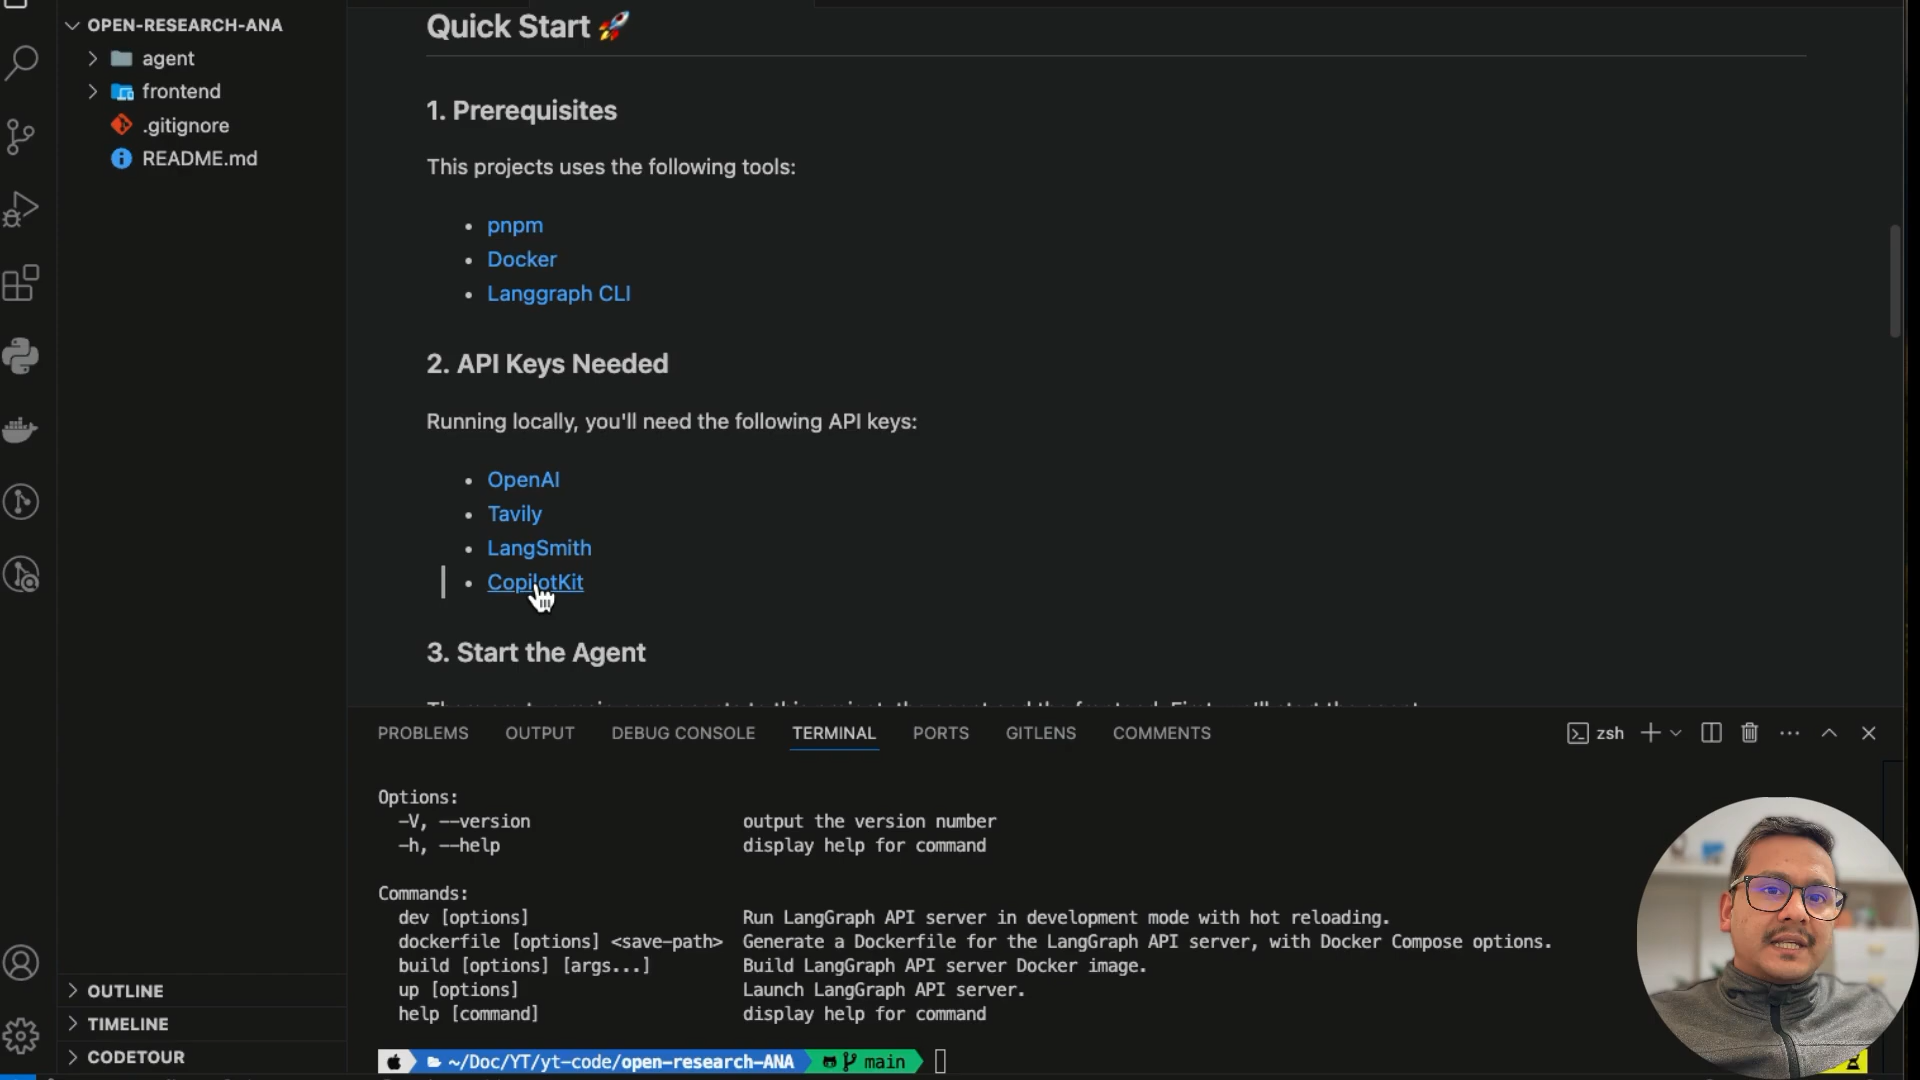 OPEN-RESEARCH-ANA
agent
frontend
.gitignore
README.md
OUTLINE
TIMELINE
CODETOUR
Quick Start 🚀
1. Prerequisites
This projects uses the following tools:
• pnpm
• Docker
• Langgraph CLI
2. API Keys Needed
Running locally, you'll need the following API keys:
• OpenAI
• Tavily
• LangSmith
• CopilotKit
3. Start the Agent
PROBLEMS OUTPUT DEBUG CONSOLE TERMINAL PORTS GITLENS COMMENTS
zsh
Options:
-V, --version output the version number
-h, --help display help for command
Commands:
dev [options] Run LangGraph API server in development mode with hot reloading.
dockerfile [options] <save-path> Generate a Dockerfile for the LangGraph API server, with Docker Compose options.
build [options] [args...] Build LangGraph API server Docker image.
up [options] Launch LangGraph API server.
help [command] display help for command
~/Doc/YT/yt-code/open-research-ANA main